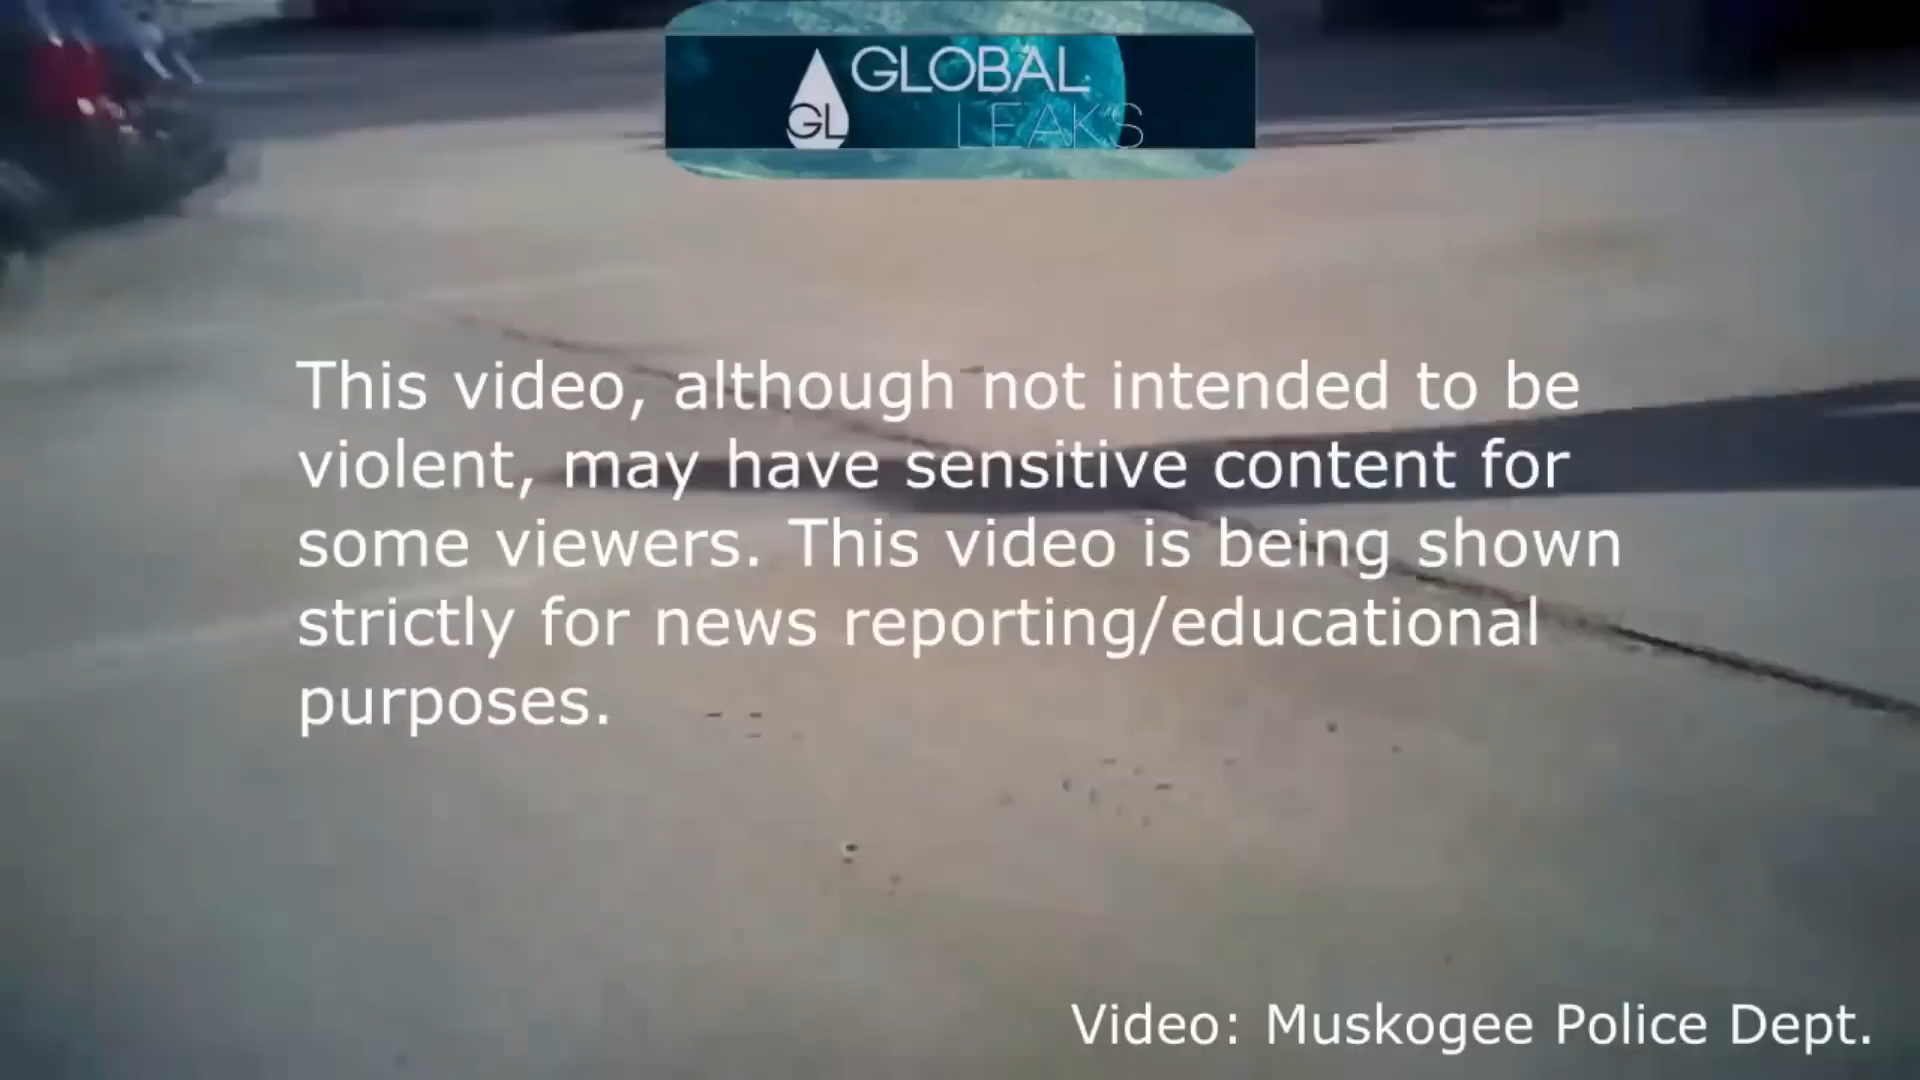 GLOBAL
GL
LEAKS
This video, although not intended to be
violent, may have sensitive content for
some viewers. This video is being shown
strictly for news reporting/educational
purposes.
Video: Muskogee Police Dept.